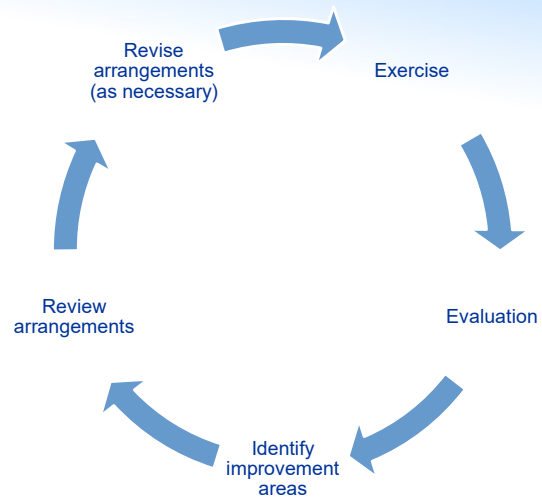 Revise
arrangements
(as necessary)
Exercise
Evaluation
Identify
improvement
areas
Review
arrangements